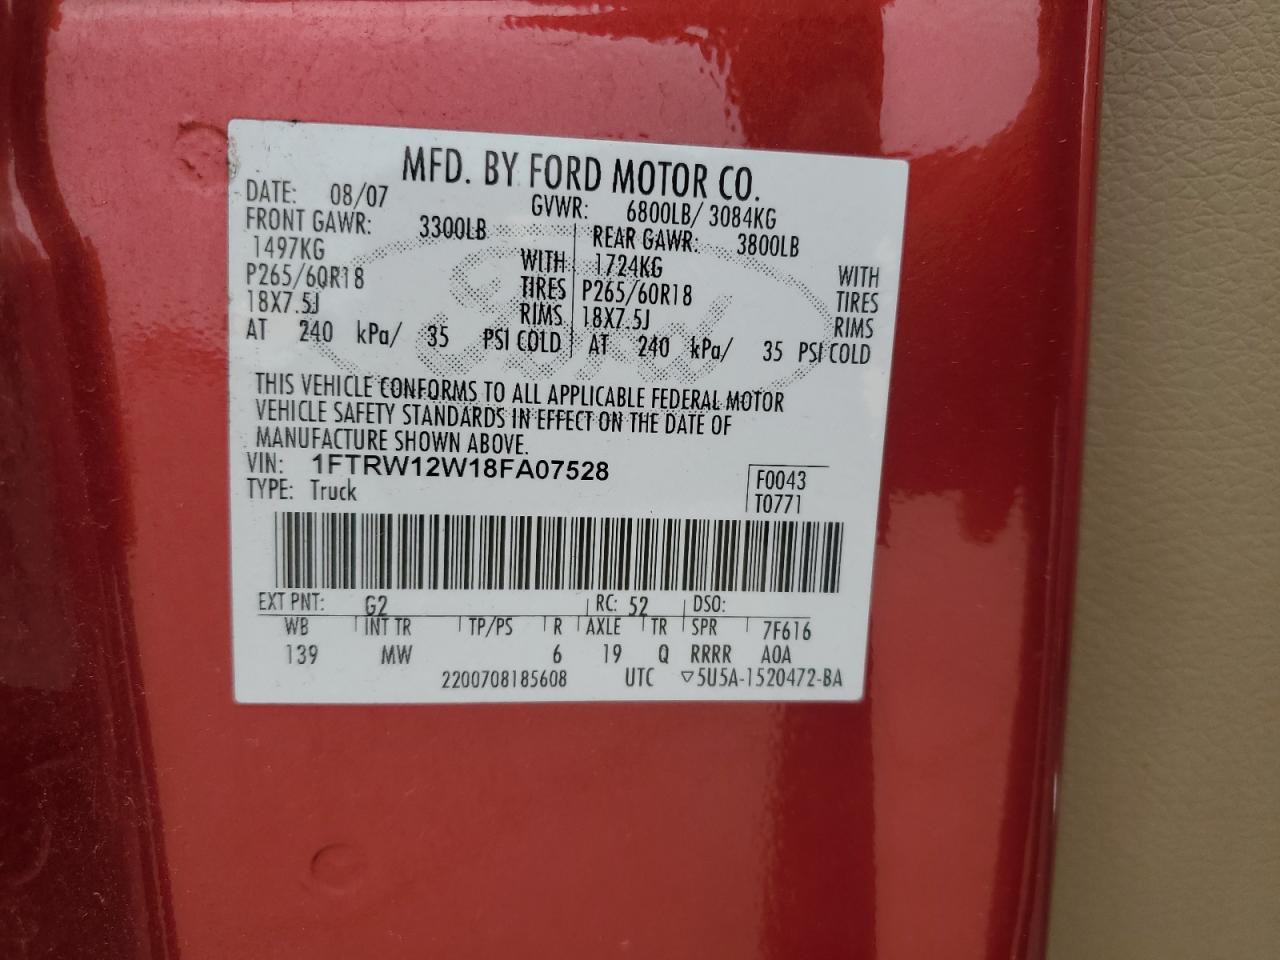 MFD. BY FORD MOTOR CO.
DATE: 08/07 GVWR: 6800LB/ 3084KG
FRONT GAWR: 3300LB REAR GAWR: 3800LB
1497KG WITH 1724KG WITH
P265/60R18 TIRES P265/60R18 TIRES
18X7.5J RIMS 18X7.5J RIMS
AT 240 kPa/ 35 PSI COLD AT 240 kPa/ 35 PSI COLD
THIS VEHICLE CONFORMS TO ALL APPLICABLE FEDERAL MOTOR
VEHICLE SAFETY STANDARDS IN EFFECT ON THE DATE OF
MANUFACTURE SHOWN ABOVE.
VIN: 1FTRW12W18FA07528
TYPE: Truck
F0043
T0771
EXT PNT: G2 RC: 52 DSO:
WB INT TR TP/PS R AXLE TR SPR 7F616
139 MW 6 19 Q RRRR AOA
2200708185608 UTC ▽5U5A-1520472-BA